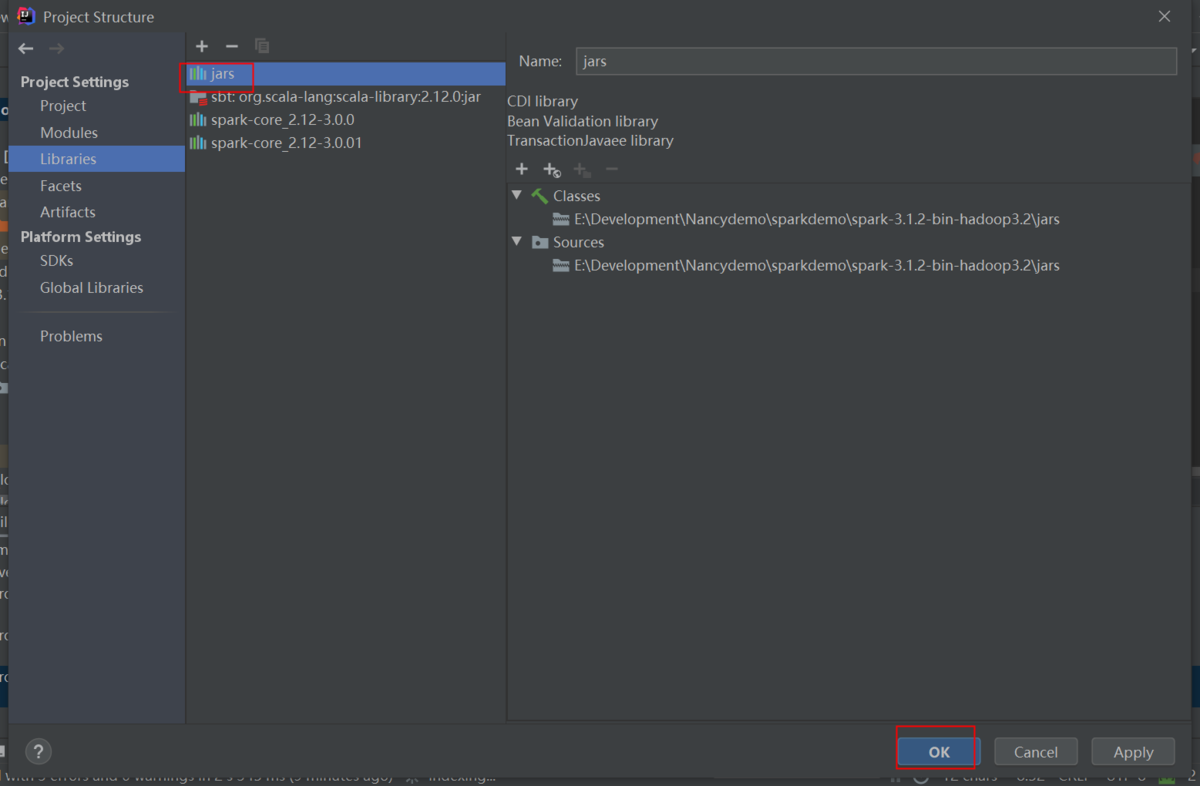 Project Structure
Project Settings
Project
Modules
Libraries
Facets
Artifacts
Platform Settings
SDKs
Global Libraries
Problems
jars
sbt: org.scala-lang:scala-library:2.12.0:jar
spark-core_2.12-3.0.0
spark-core_2.12-3.0.01
Name: jars
CDI library
Bean Validation library
TransactionJavaee library
Classes
E:\Development\Nancydemo\sparkdemo\spark-3.1.2-bin-hadoop3.2\jars
Sources
E:\Development\Nancydemo\sparkdemo\spark-3.1.2-bin-hadoop3.2\jars
? OK Cancel Apply